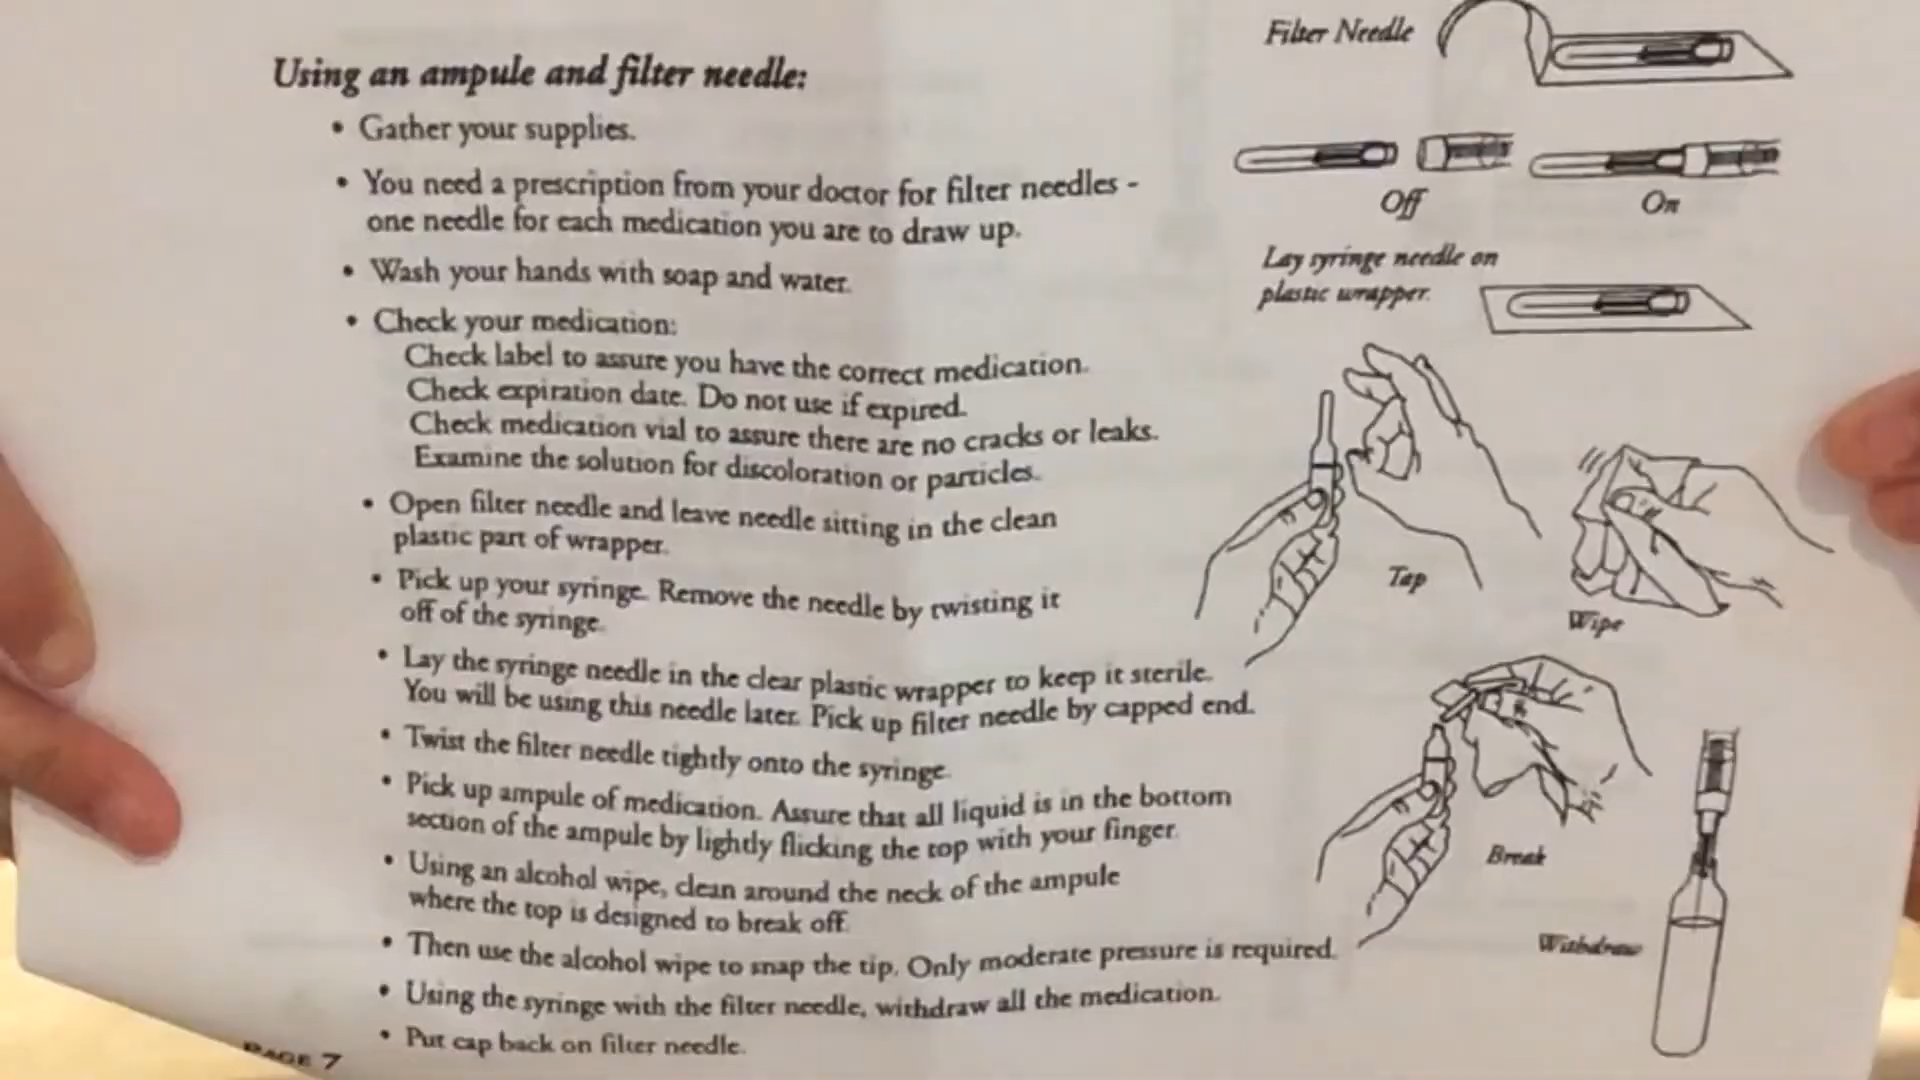 Using an ampule and filter needle:
• Gather your supplies.
• You need a prescription from your doctor for filter needles -
one needle for each medication you are to draw up.
• Wash your hands with soap and water.
• Check your medication:
Check label to assure you have the correct medication.
Check expiration date. Do not use if expired.
Check medication vial to assure there are no cracks or leaks.
Examine the solution for discoloration or particles.
• Open filter needle and leave needle sitting in the clean
plastic part of wrapper.
• Pick up your syringe. Remove the needle by twisting it
off of the syringe.
• Lay the syringe needle in the clear plastic wrapper to keep it sterile.
You will be using this needle later. Pick up filter needle by capped end.
• Twist the filter needle tightly onto the syringe.
• Pick up ampule of medication. Assure that all liquid is in the bottom
section of the ampule by lightly flicking the top with your finger.
• Using an alcohol wipe, clean around the neck of the ampule
where the top is designed to break off.
• Then use the alcohol wipe to snap the tip. Only moderate pressure is required.
• Using the syringe with the filter needle, withdraw all the medication.
• Put cap back on filter needle.
PAGE 7
Filter Needle
Off
On
Lay syringe needle on
plastic wrapper.
Tap
Wipe
Break
Withdraw